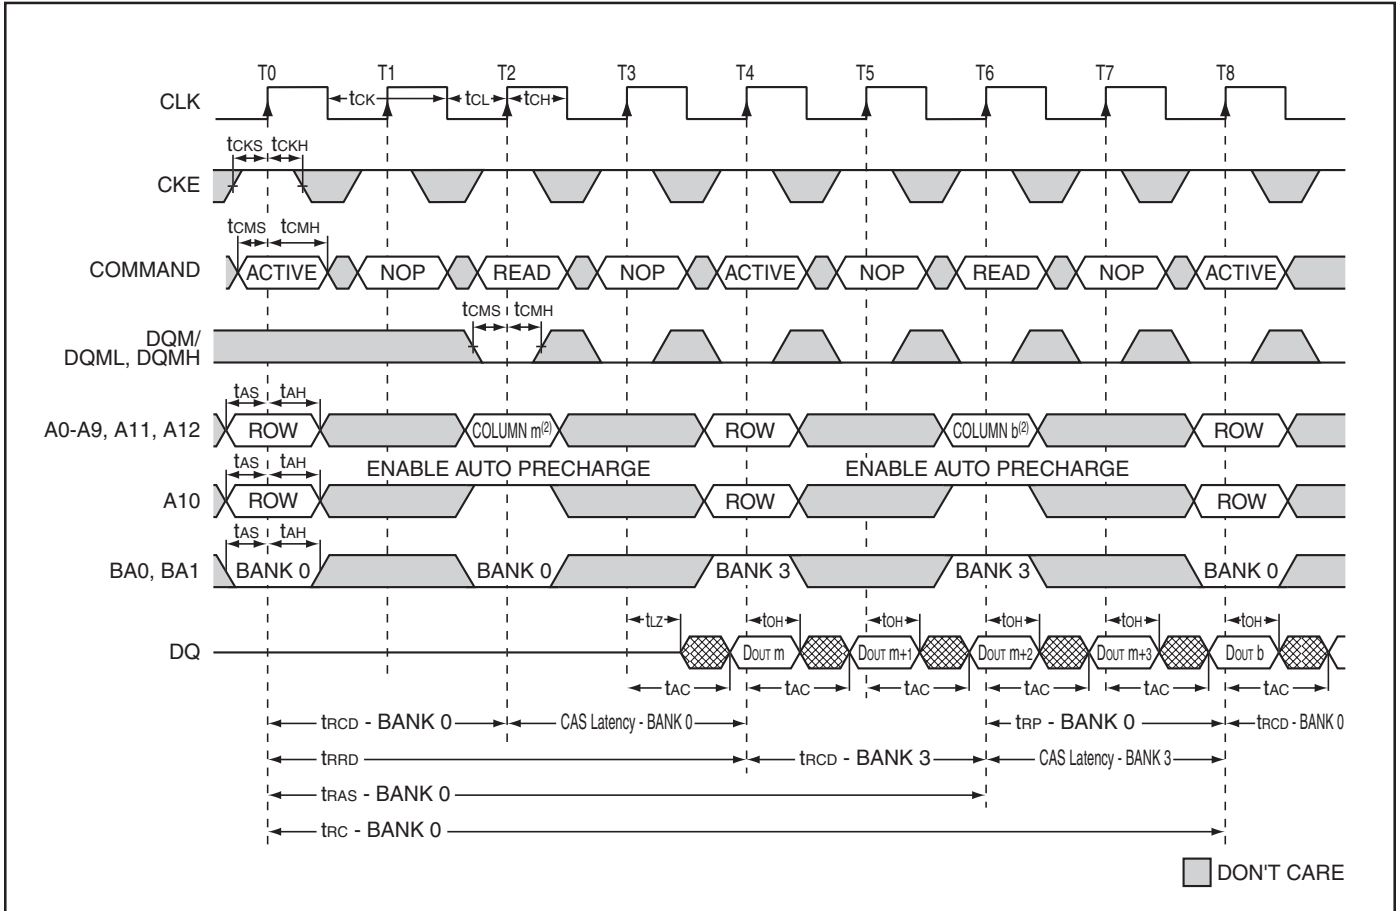 T0 T1 T2 T3 T4 T5 T6 T7 T8
CLK tCK tCL tCH
tCKS tCKH
CKE
tCMS tCMH
COMMAND ACTIVE NOP READ NOP ACTIVE NOP READ NOP ACTIVE
tCMS tCMH
DQM/
DQML, DQMH
tAS tAH
A0-A9, A11, A12 ROW COLUMN m(2) ROW COLUMN b(2) ROW
tAS tAH ENABLE AUTO PRECHARGE ENABLE AUTO PRECHARGE
A10 ROW ROW ROW
tAS tAH
BA0, BA1 BANK 0 BANK 0 BANK 3 BANK 3 BANK 0
tLZ tOH tOH tOH tOH tOH
DQ DOUT m DOUT m+1 DOUT m+2 DOUT m+3 DOUT b
tAC tAC tAC tAC tAC tAC
tRCD - BANK 0 CAS Latency - BANK 0 tRP - BANK 0 tRCD - BANK 0
tRRD tRCD - BANK 3 CAS Latency - BANK 3
tRAS - BANK 0
tRC - BANK 0
DON'T CARE